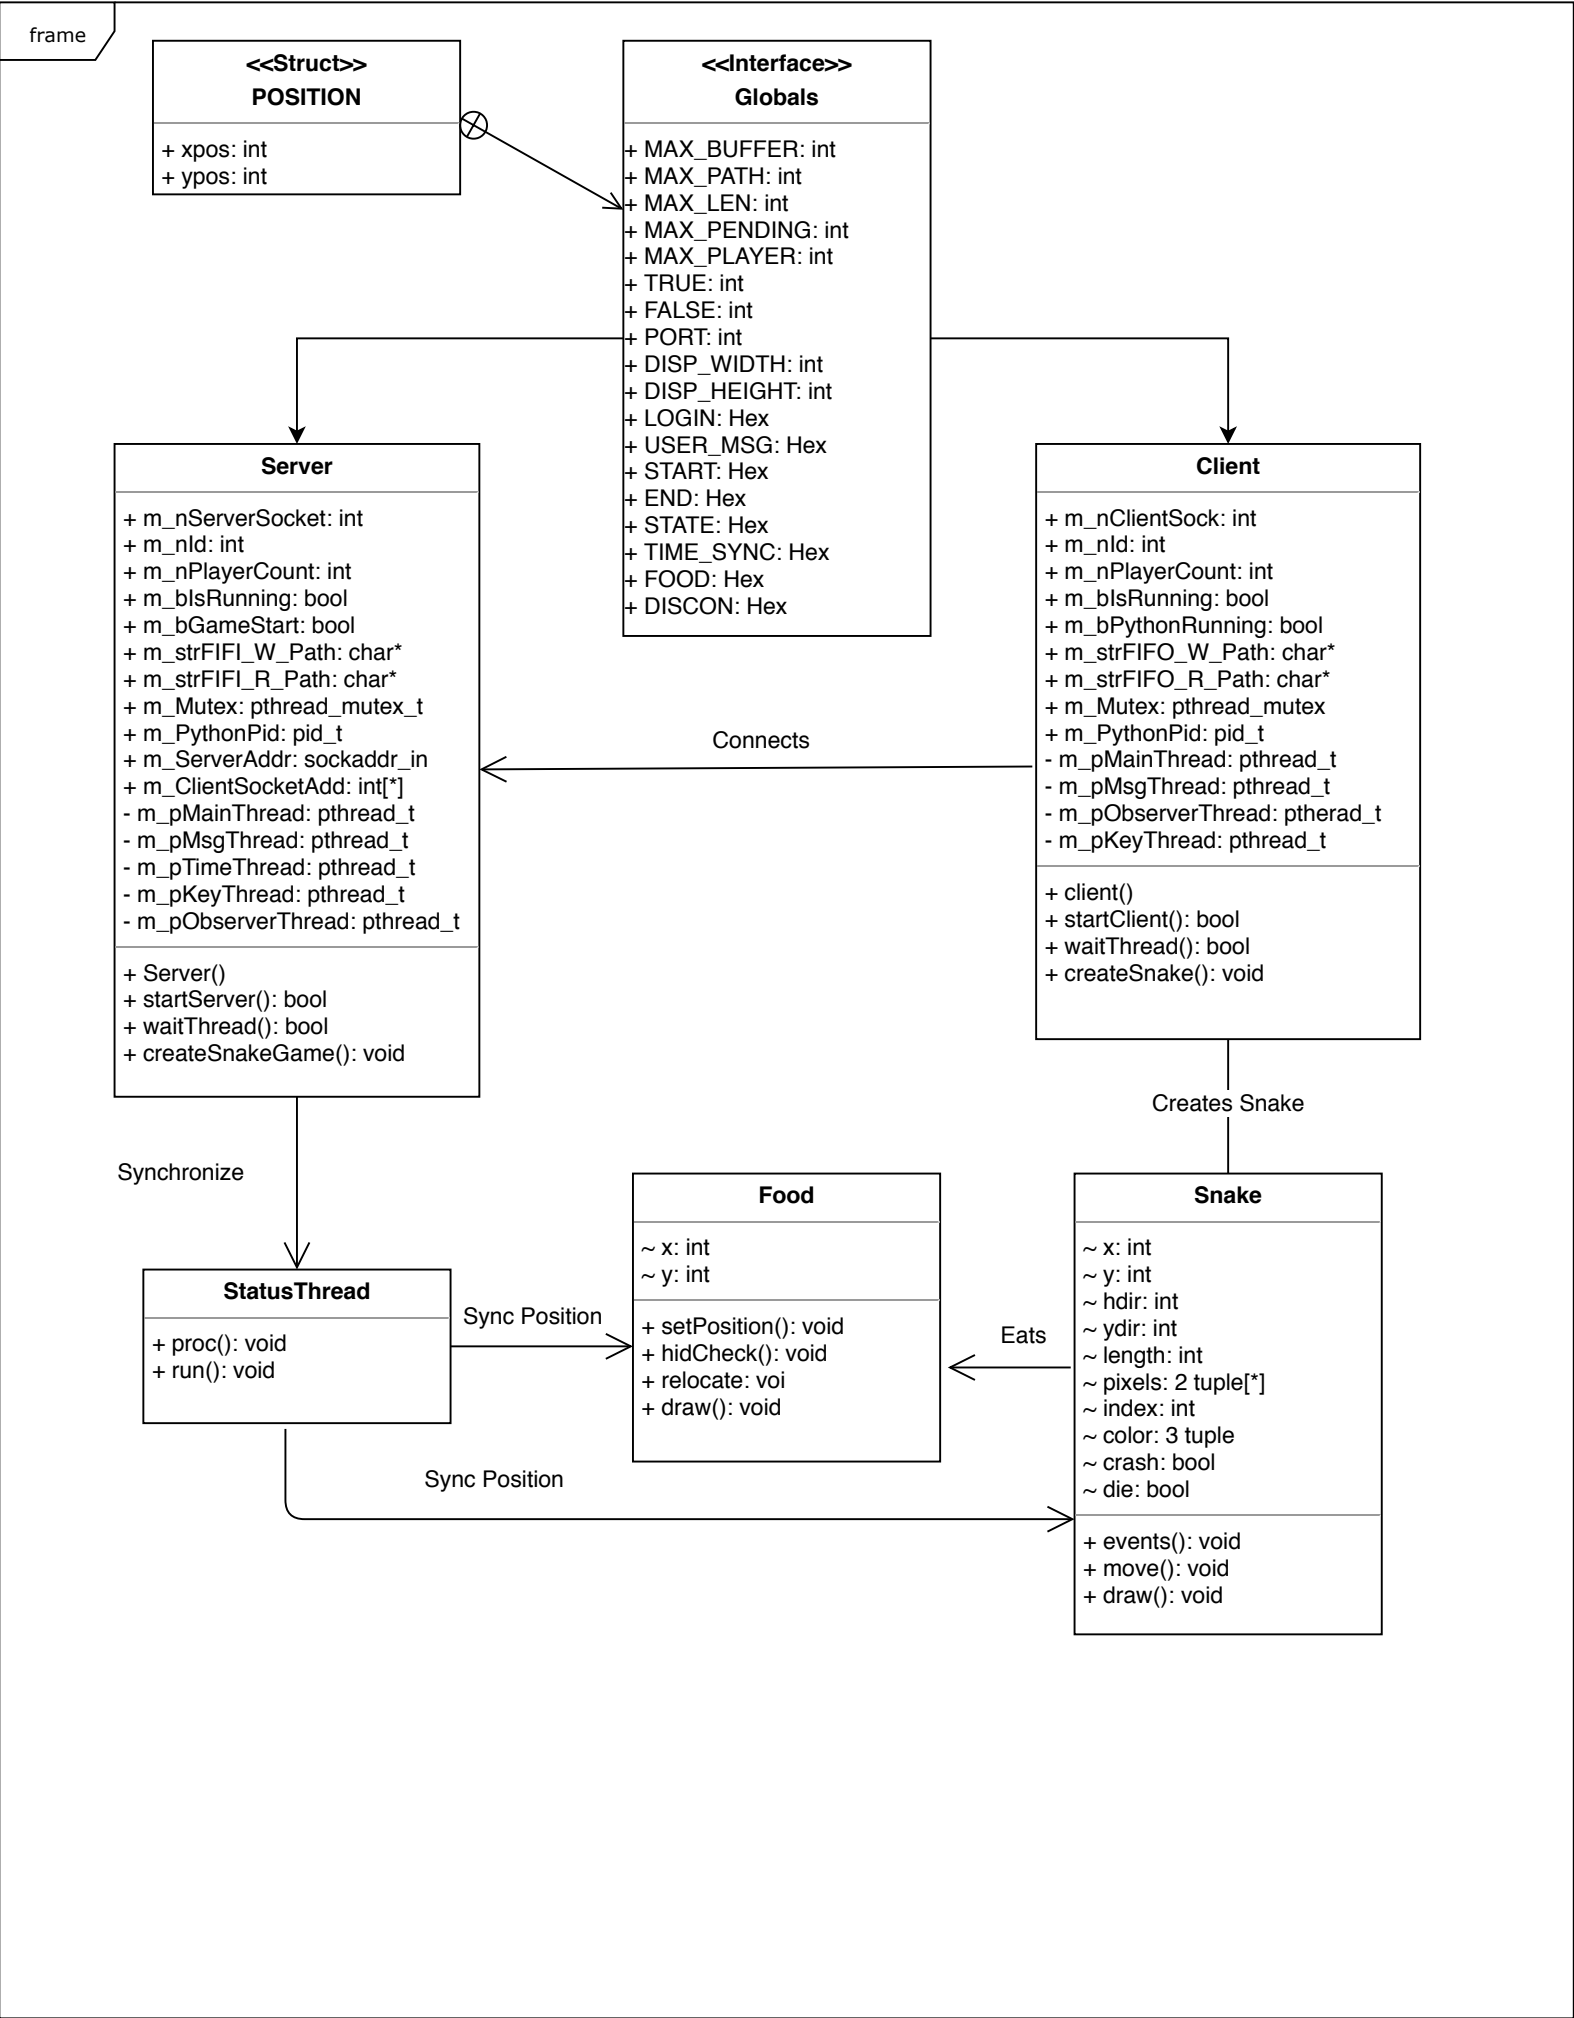 frame
<<Struct>>
POSITION
+ xpos: int
+ ypos: int
<<Interface>>
Globals
+ MAX_BUFFER: int
+ MAX_PATH: int
+ MAX_LEN: int
+ MAX_PENDING: int
+ MAX_PLAYER: int
+ TRUE: int
+ FALSE: int
+ PORT: int
+ DISP_WIDTH: int
+ DISP_HEIGHT: int
+ LOGIN: Hex
+ USER_MSG: Hex
+ START: Hex
+ END: Hex
+ STATE: Hex
+ TIME_SYNC: Hex
+ FOOD: Hex
+ DISCON: Hex
Server
+ m_nServerSocket: int
+ m_nId: int
+ m_nPlayerCount: int
+ m_bIsRunning: bool
+ m_bGameStart: bool
+ m_strFIFI_W_Path: char*
+ m_strFIFI_R_Path: char*
+ m_Mutex: pthread_mutex_t
+ m_PythonPid: pid_t
+ m_ServerAddr: sockaddr_in
+ m_ClientSocketAdd: int[*]
- m_pMainThread: pthread_t
- m_pMsgThread: pthread_t
- m_pTimeThread: pthread_t
- m_pKeyThread: pthread_t
- m_pObserverThread: pthread_t
+ Server()
+ startServer(): bool
+ waitThread(): bool
+ createSnakeGame(): void
Connects
Client
+ m_nClientSock: int
+ m_nId: int
+ m_nPlayerCount: int
+ m_bIsRunning: bool
+ m_bPythonRunning: bool
+ m_strFIFO_W_Path: char*
+ m_strFIFO_R_Path: char*
+ m_Mutex: pthread_mutex
+ m_PythonPid: pid_t
- m_pMainThread: pthread_t
- m_pMsgThread: pthread_t
- m_pObserverThread: ptherad_t
- m_pKeyThread: pthread_t
+ client()
+ startClient(): bool
+ waitThread(): bool
+ createSnake(): void
Creates Snake
Synchronize
StatusThread
+ proc(): void
+ run(): void
Sync Position
Food
~ x: int
~ y: int
+ setPosition(): void
+ hidCheck(): void
+ relocate: voi
+ draw(): void
Eats
Snake
~ x: int
~ y: int
~ hdir: int
~ ydir: int
~ length: int
~ pixels: 2 tuple[*]
~ index: int
~ color: 3 tuple
~ crash: bool
~ die: bool
+ events(): void
+ move(): void
+ draw(): void
Sync Position